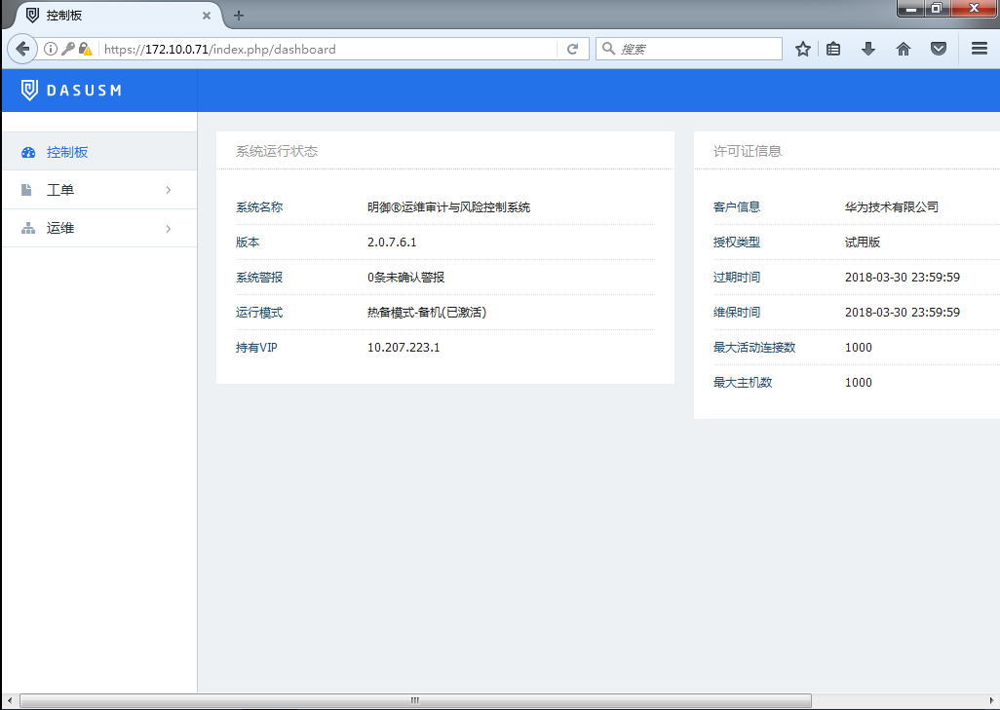 控制板
https://172.10.0.71/index.php/dashboard
搜索
DASUSM
控制板
工单
运维
系统运行状态
系统名称 明御®运维审计与风险控制系统
版本 2.0.7.6.1
系统警报 0条未确认警报
运行模式 热备模式-备机(已激活)
持有VIP 10.207.223.1
许可证信息
客户信息 华为技术有限公司
授权类型 试用版
过期时间 2018-03-30 23:59:59
维保时间 2018-03-30 23:59:59
最大活动连接数 1000
最大主机数 1000